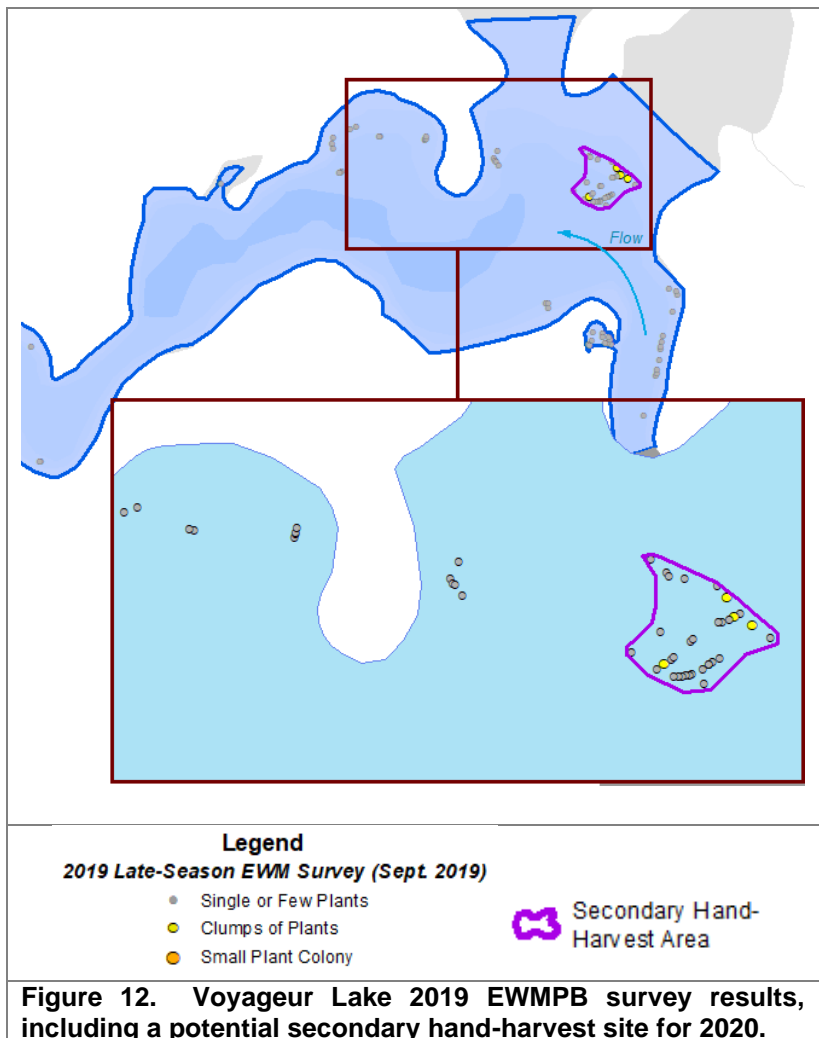 Flow
Legend
2019 Late-Season EWM Survey (Sept. 2019)
Single or Few Plants
Clumps of Plants
Small Plant Colony
Secondary Hand-
Harvest Area
Figure 12. Voyageur Lake 2019 EWMPB survey results,
including a potential secondary hand-harvest site for 2020.